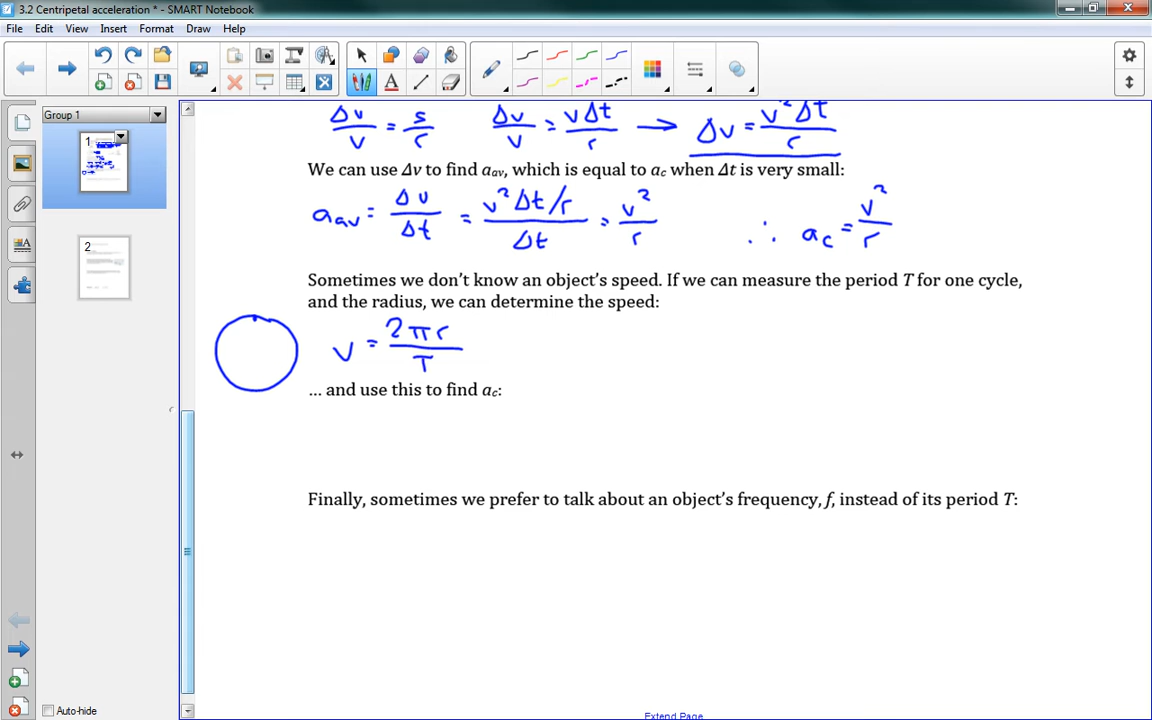 3.2 Centripetal acceleration * - SMART Notebook
File Edit View Insert Format Draw Help
Group 1
1
2
Δv/v = s/r    Δv/v = vΔt/r → Δv = v²Δt/r
We can use Δv to find aav, which is equal to ac when Δt is very small:
aav = Δv/Δt = v²Δt/r/Δt = v²/r    ∴ ac = v²/r
Sometimes we don't know an object's speed. If we can measure the period T for one cycle,
and the radius, we can determine the speed:
v = 2πr/T
... and use this to find ac:
Finally, sometimes we prefer to talk about an object's frequency, f, instead of its period T:
Extend Page
Auto-hide